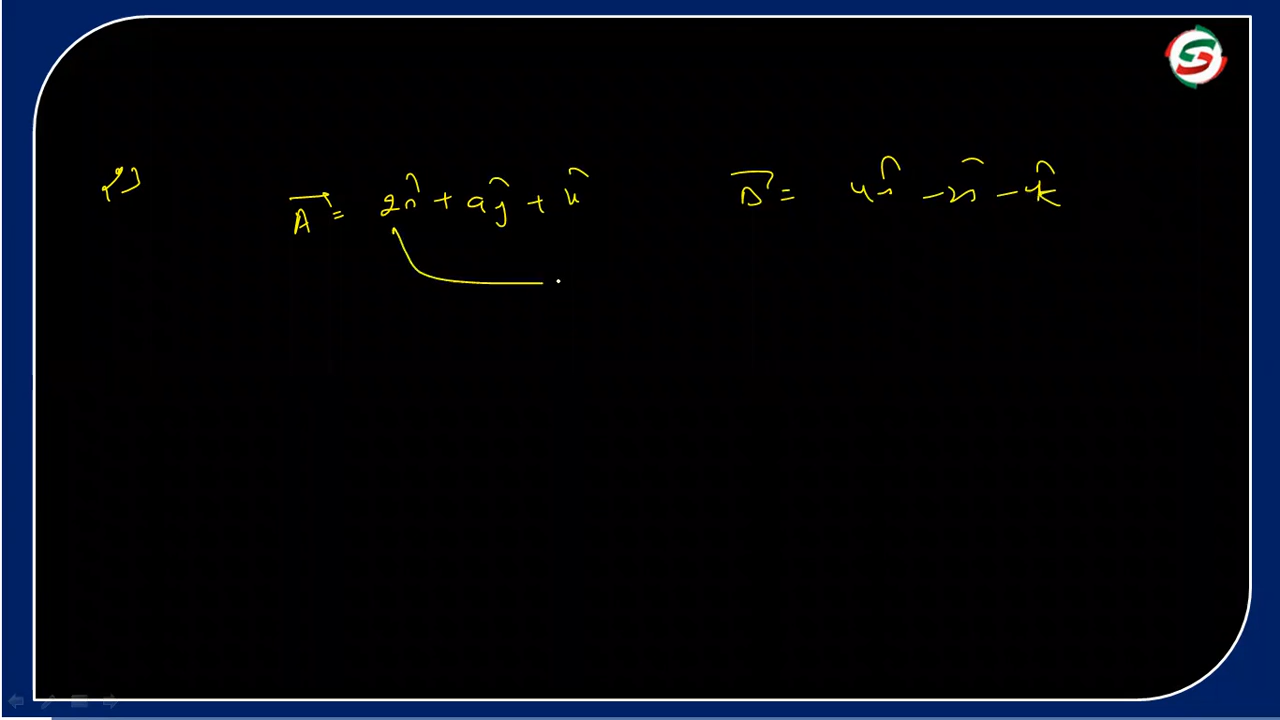 A⃗ = 2î + aĵ + k̂ B⃗ = 4î - 2ĵ - k̂